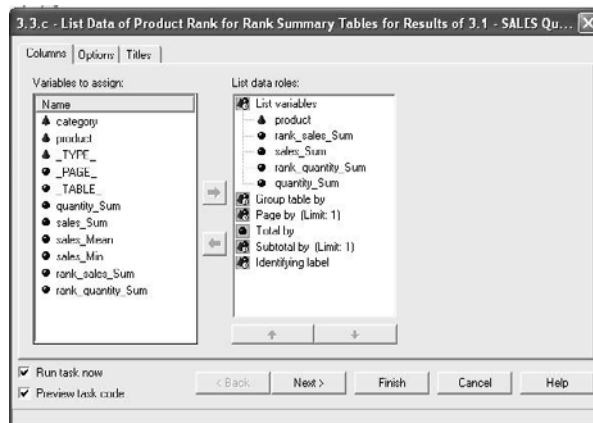 3.3.c - List Data of Product Rank for Rank Summary Tables for Results of 3.1 - SALES Qu...
Columns Options Titles
Variables to assign:
Name
category
product
_TYPE_
_PAGE_
_TABLE_
quantity_Sum
sales_Sum
sales_Mean
sales_Min
rank_sales_Sum
rank_quantity_Sum
List data roles:
List variables
product
rank_sales_Sum
sales_Sum
rank_quantity_Sum
quantity_Sum
Group table by
Page by (Limit: 1)
Total by
Subtotal by (Limit: 1)
Identifying label
Run task now
Preview task code
< Back Next > Finish Cancel Help